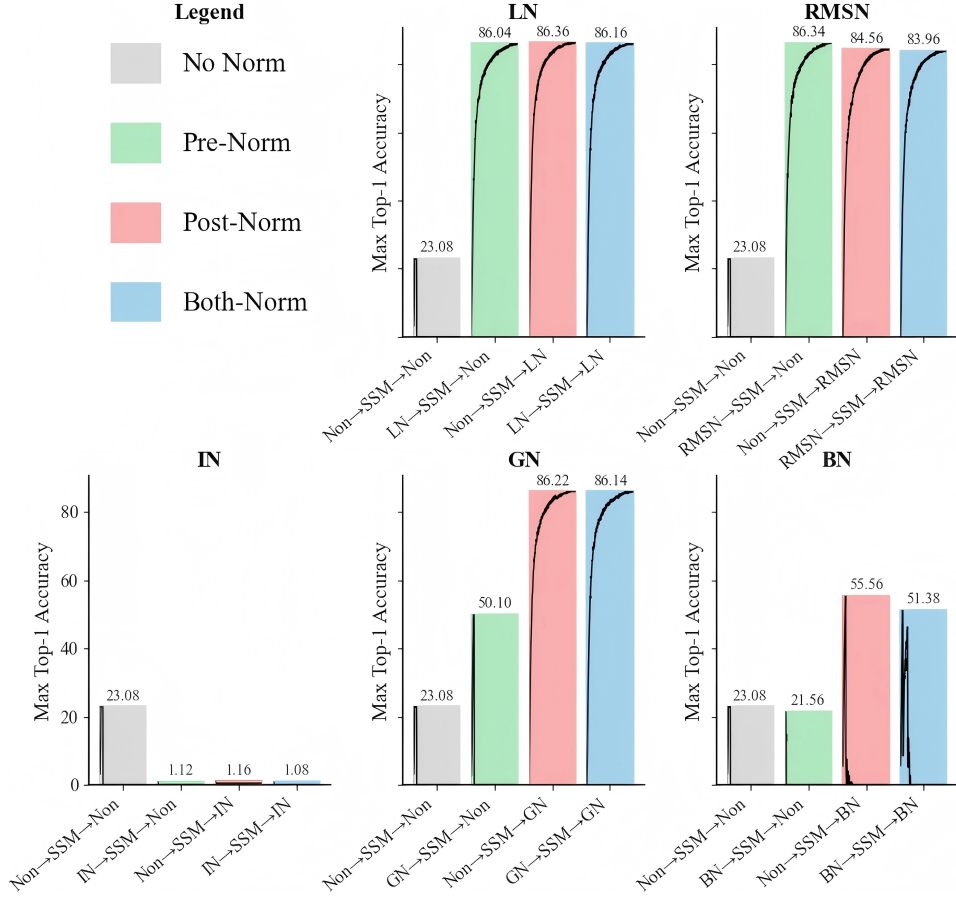 Legend
No Norm
Pre-Norm
Post-Norm
Both-Norm
LN
Max Top-1 Accuracy
23.08
86.04
86.36
86.16
Non→SSM→Non
LN→SSM→Non
Non→SSM→LN
LN→SSM→LN
RMSN
Max Top-1 Accuracy
23.08
86.34
84.56
83.96
Non→SSM→Non
RMSN→SSM→Non
Non→SSM→RMSN
RMSN→SSM→RMSN
IN
Max Top-1 Accuracy
80
60
40
20
0
23.08
1.12
1.16
1.08
Non→SSM→Non
IN→SSM→Non
Non→SSM→IN
IN→SSM→IN
GN
Max Top-1 Accuracy
23.08
50.10
86.22
86.14
Non→SSM→Non
GN→SSM→Non
Non→SSM→GN
GN→SSM→GN
BN
Max Top-1 Accuracy
23.08
21.56
55.56
51.38
Non→SSM→Non
BN→SSM→Non
Non→SSM→BN
BN→SSM→BN